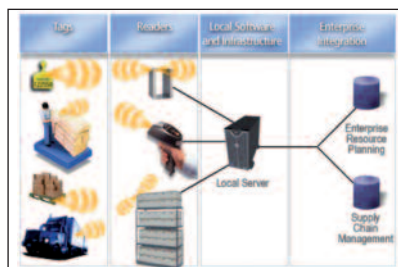 Tags
Readers
Local Software
and Infrastructure
Enterprise
Integration
Local Server
Enterprise
Resource
Planning
Supply
Chain
Management